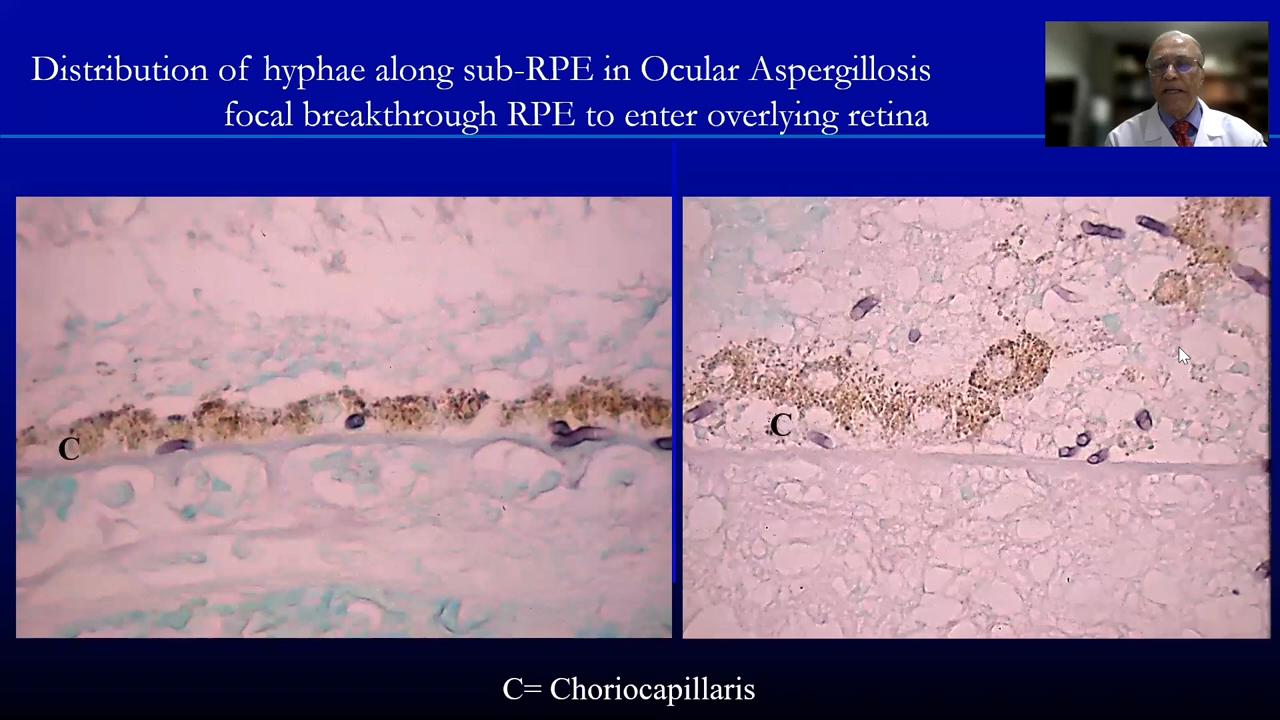 Distribution of hyphae along sub-RPE in Ocular Aspergillosis
focal breakthrough RPE to enter overlying retina
C
C
C= Choriocapillaris